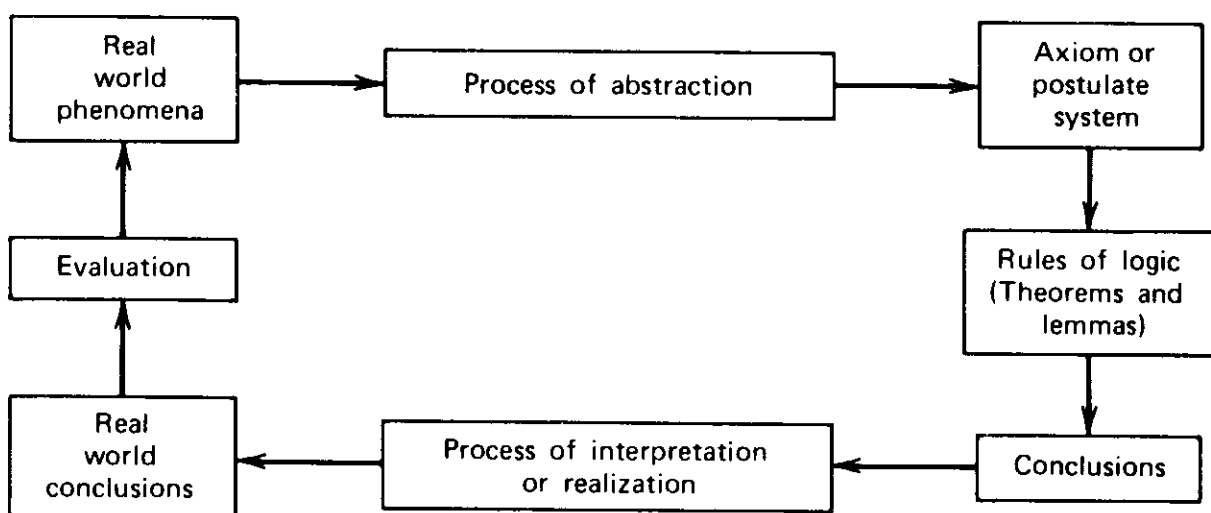 Real
world
phenomena
Process of abstraction
Axiom or
postulate
system
Evaluation
Rules of logic
(Theorems and
lemmas)
Real
world
conclusions
Process of interpretation
or realization
Conclusions